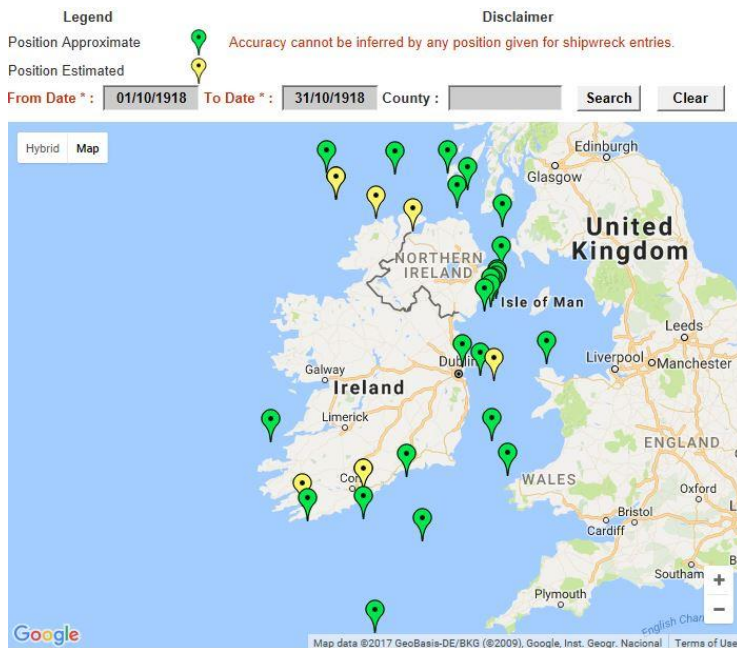 Legend
Disclaimer
Position Approximate
Accuracy cannot be inferred by any position given for shipwreck entries.
Position Estimated
From Date * : 01/10/1918 To Date * : 31/10/1918 County : Search Clear
Hybrid Map
Edinburgh
Glasgow
United
Kingdom
NORTHERN
IRELAND
Isle of Man
Leeds
Dublin
Liverpool
Manchester
Galway
Ireland
Limerick
ENGLAND
WALES
Oxford
Bristol
Cardiff
Southam
Plymouth
English Chan
+
−
Google
Map data ©2017 GeoBasis-DE/BKG (©2009), Google, Inst. Geogr. Nacional Terms of Use